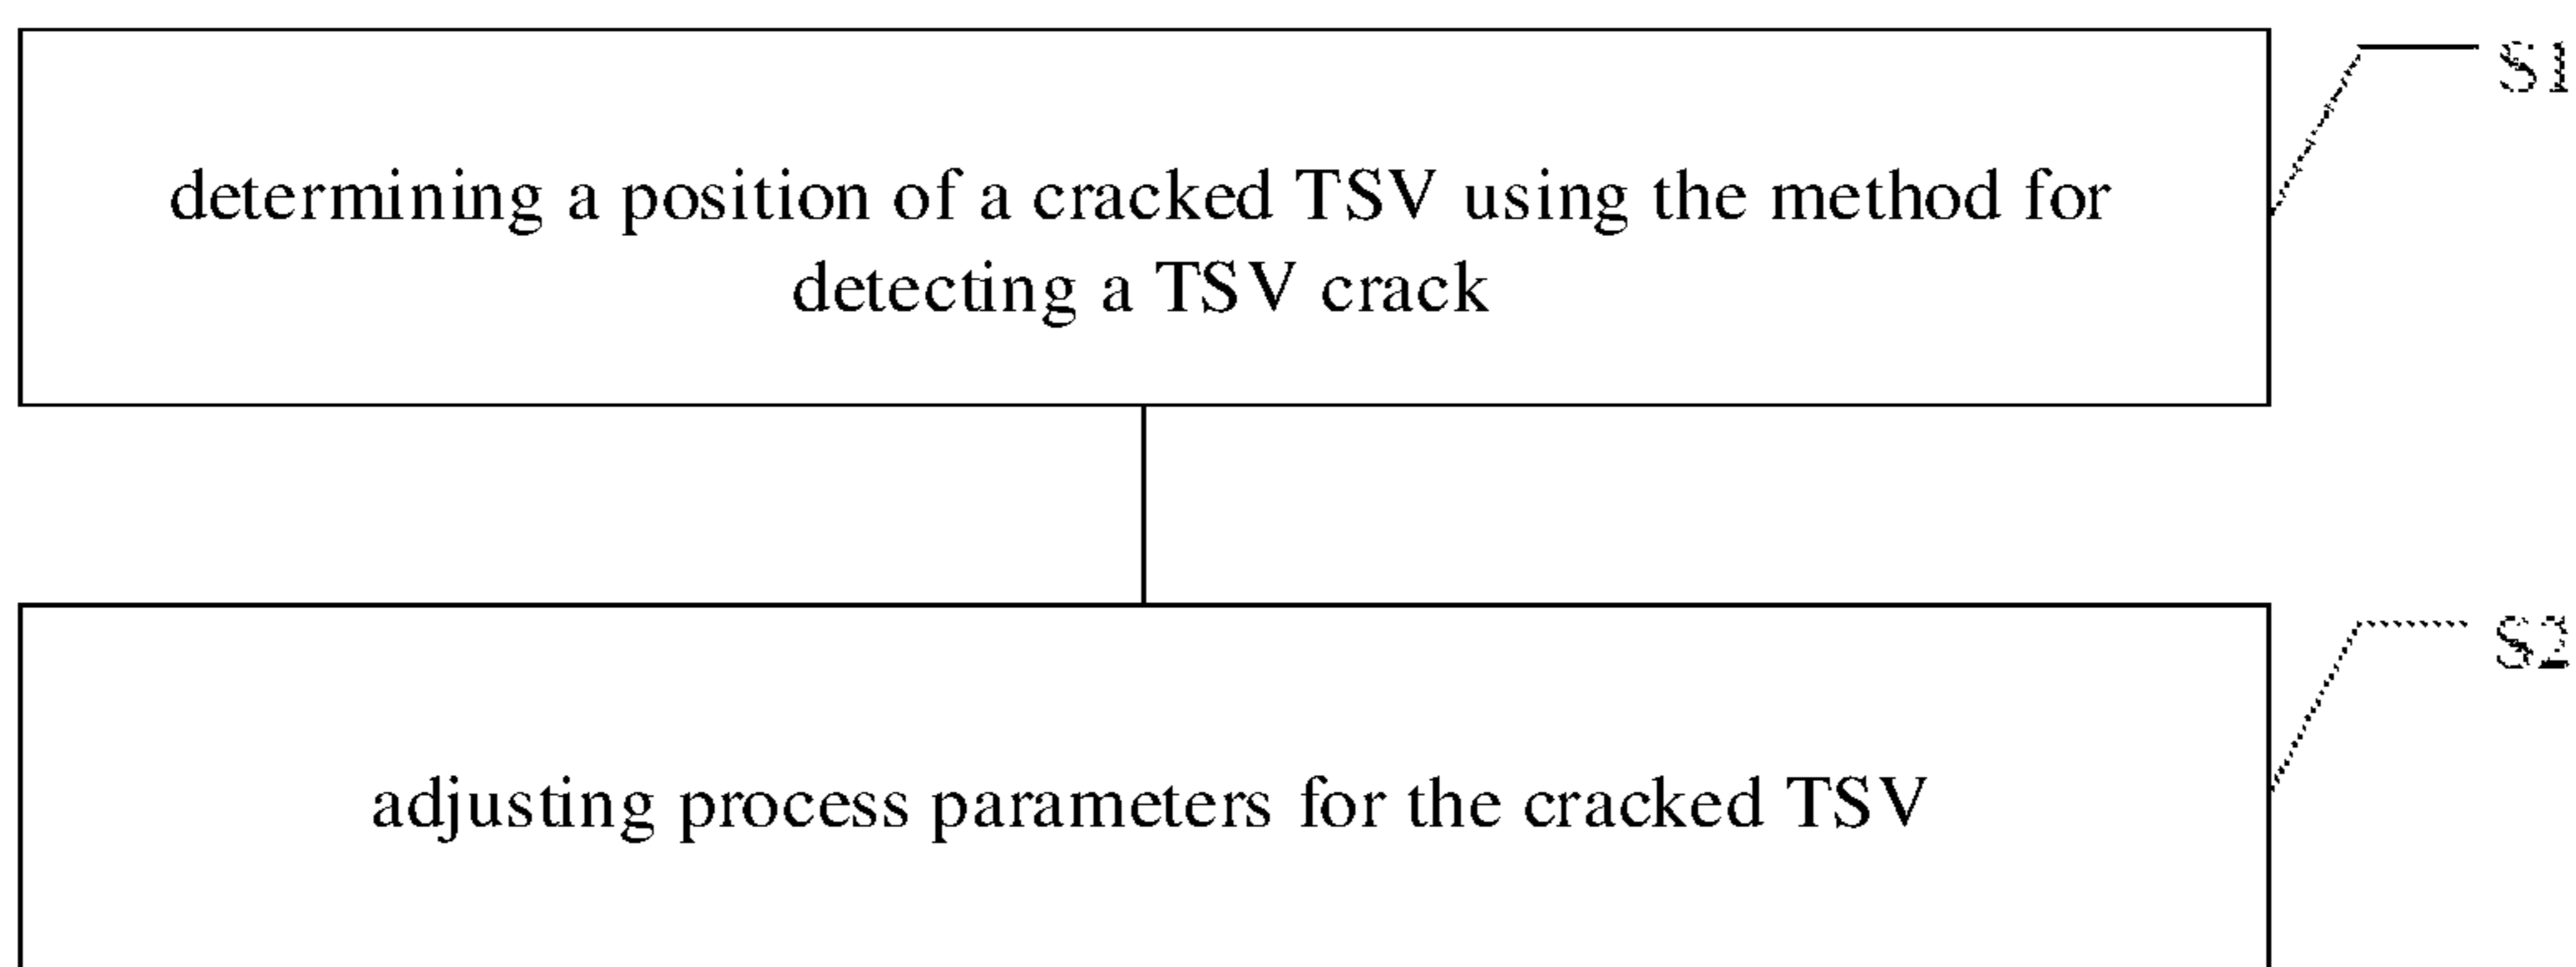 S1
determining a position of a cracked TSV using the method for
detecting a TSV crack
S2
adjusting process parameters for the cracked TSV